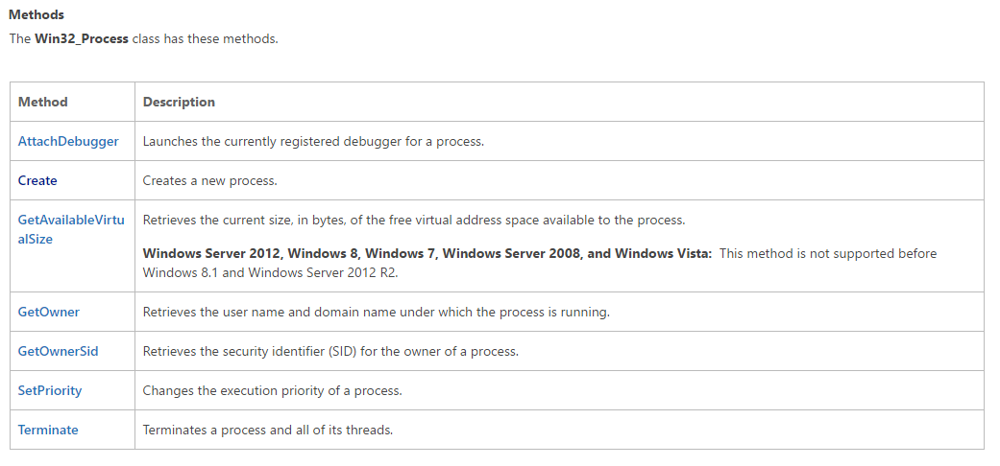 Methods
The Win32_Process class has these methods.
Method Description
AttachDebugger Launches the currently registered debugger for a process.
Create Creates a new process.
GetAvailableVirtu Retrieves the current size, in bytes, of the free virtual address space available to the process.
alSize
Windows Server 2012, Windows 8, Windows 7, Windows Server 2008, and Windows Vista: This method is not supported before
Windows 8.1 and Windows Server 2012 R2.
GetOwner Retrieves the user name and domain name under which the process is running.
GetOwnerSid Retrieves the security identifier (SID) for the owner of a process.
SetPriority Changes the execution priority of a process.
Terminate Terminates a process and all of its threads.